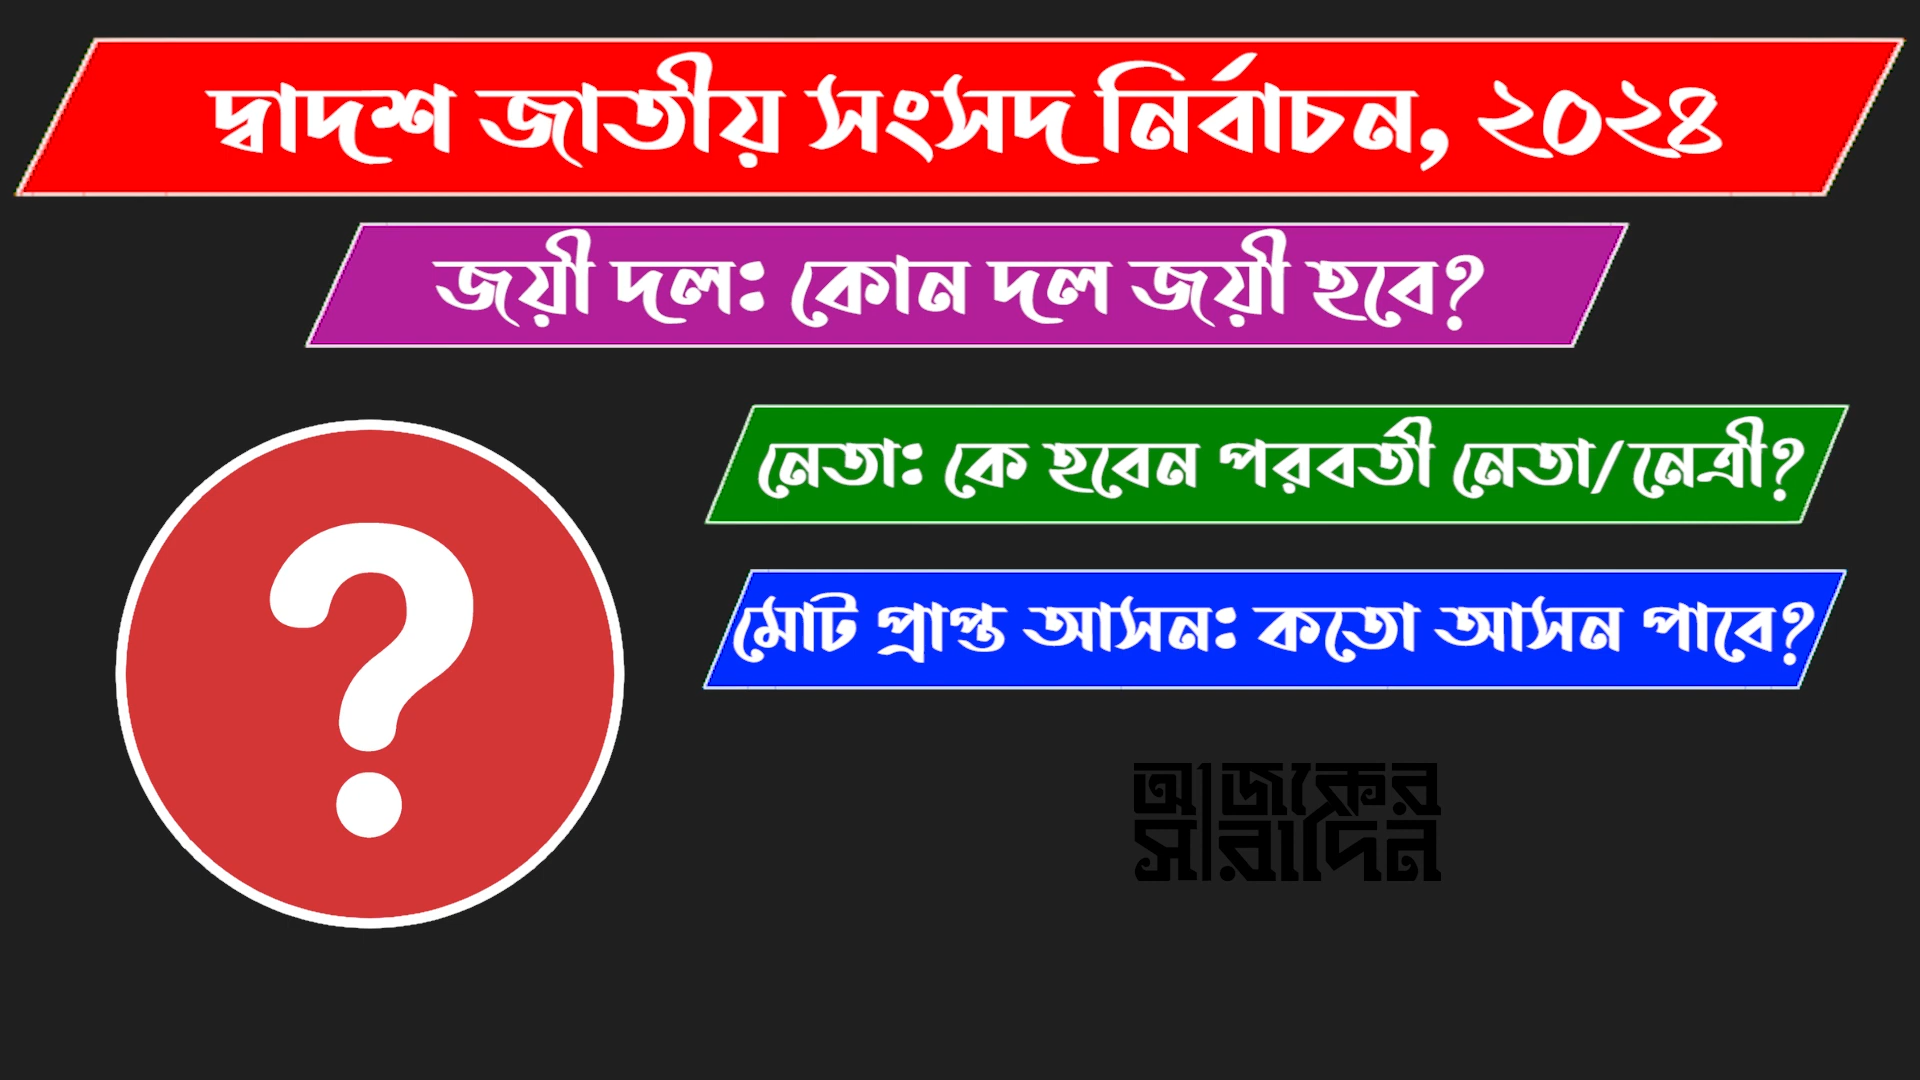 দ্বাদশ জাতীয় সংসদ নির্বাচন, ২০২৪
জয়ী দল: কোন দল জয়ী হবে?
নেতা: কে হবেন পরবর্তী নেতা/নেত্রী?
মোট প্রাপ্ত আসন: কতো আসন পাবে?
?
আজকের
সারাদিন